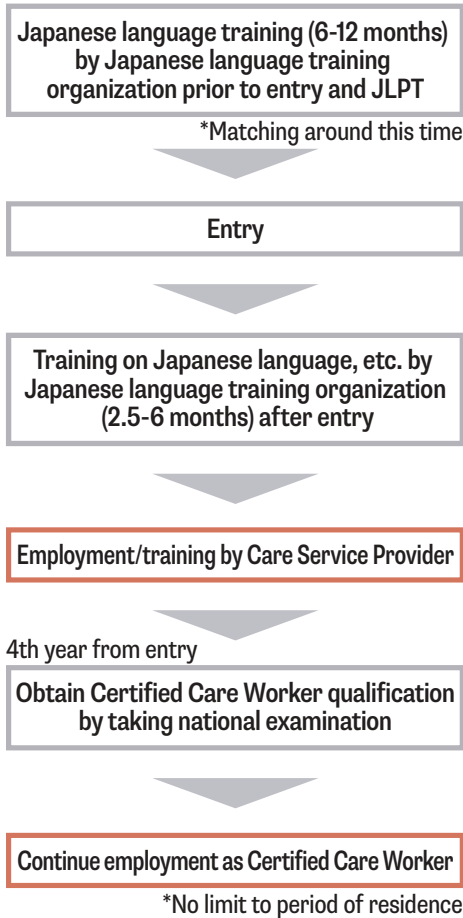 Japanese language training (6-12 months)
by Japanese language training
organization prior to entry and JLPT
*Matching around this time
Entry
Training on Japanese language, etc. by
Japanese language training organization
(2.5-6 months) after entry
Employment/training by Care Service Provider
4th year from entry
Obtain Certified Care Worker qualification
by taking national examination
Continue employment as Certified Care Worker
*No limit to period of residence